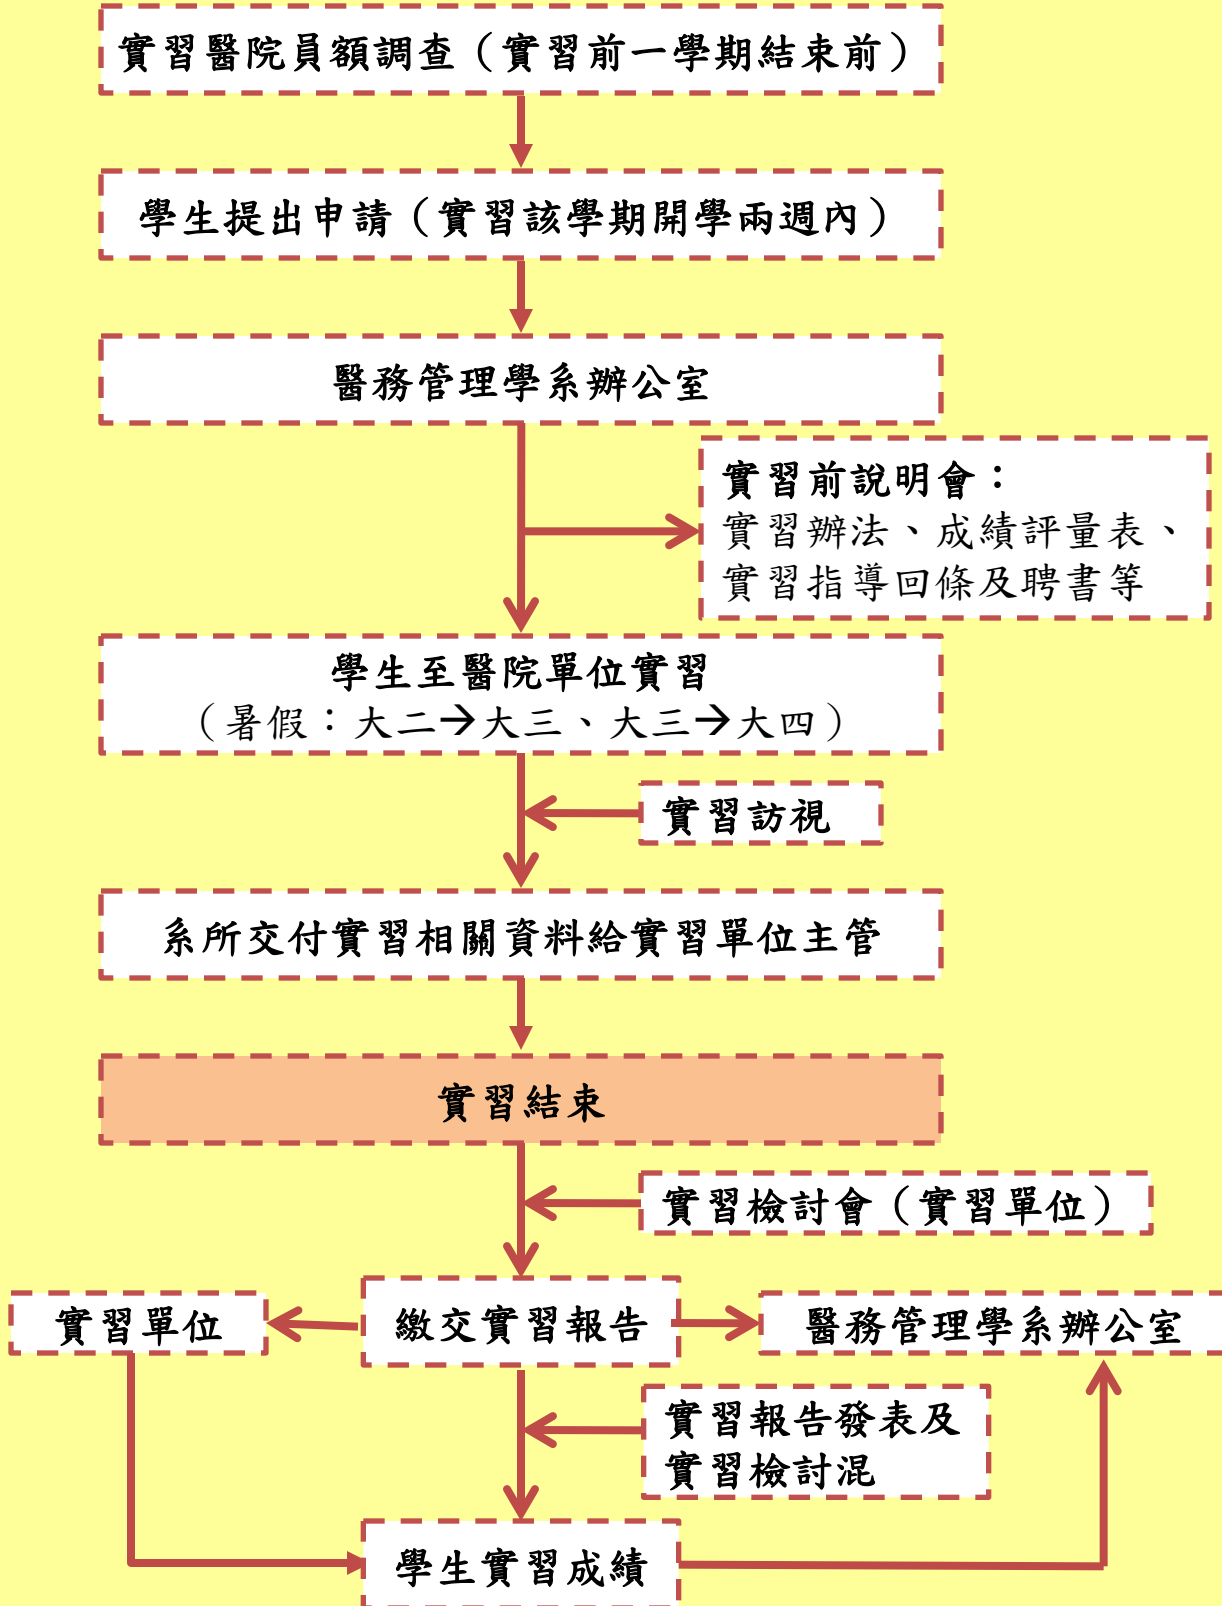 實習醫院員額調查（實習前一學期結束前）
學生提出申請（實習該學期開學兩週內）
醫務管理學系辦公室
實習前說明會：
實習辦法、成績評量表、
實習指導回條及聘書等
學生至醫院單位實習
（暑假：大二→大三、大三→大四）
實習訪視
系所交付實習相關資料給實習單位主管
實習結束
實習檢討會（實習單位）
實習單位
繳交實習報告
醫務管理學系辦公室
實習報告發表及
實習檢討混
學生實習成績